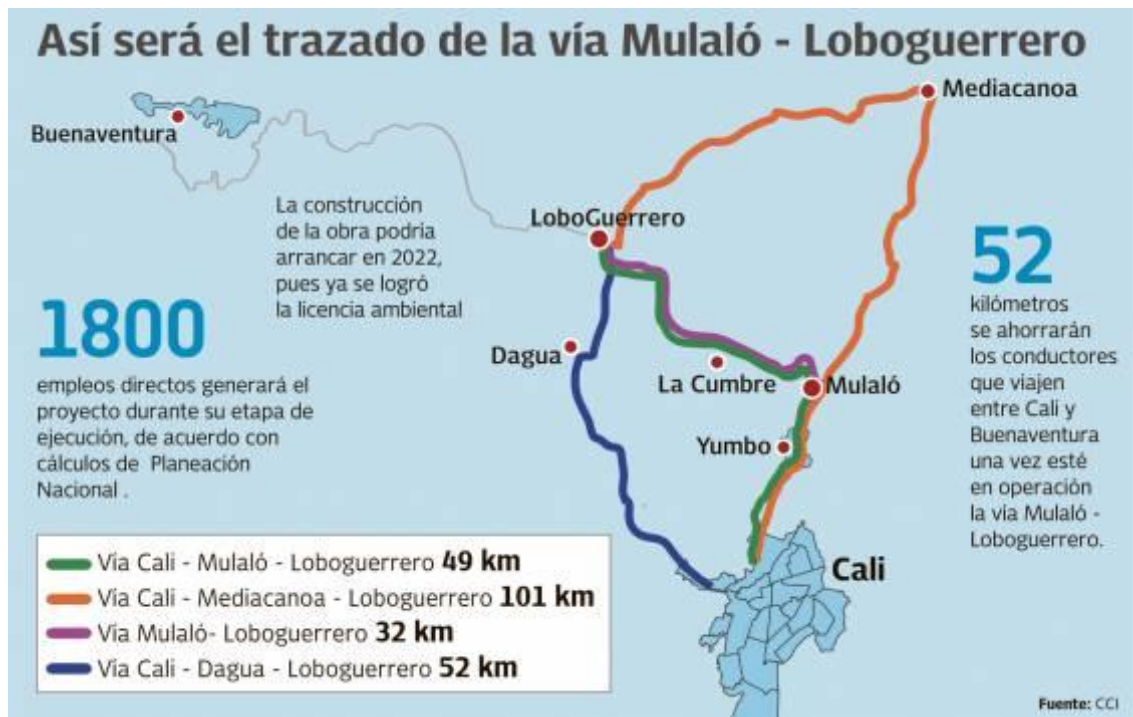 Así será el trazado de la vía Mulaló - Loboguerrero
Mediacanoa
Buenaventura
La construcción
de la obra podría
arrancar en 2022,
pues ya se logró
la licencia ambiental
LoboGuerrero
1800
empleos directos generará el
proyecto durante su etapa de
ejecución, de acuerdo con
cálculos de Planeación
Nacional .
Dagua
La Cumbre
Mulaló
Yumbo
Cali
52
kilómetros
se ahorrarán
los conductores
que viajen
entre Cali y
Buenaventura
una vez esté
en operación
la vía Mulaló -
Loboguerrero.
Vía Cali - Mulaló - Loboguerrero 49 km
Vía Cali - Mediacanoa - Loboguerrero 101 km
Vía Mulaló- Loboguerrero 32 km
Vía Cali - Dagua - Loboguerrero 52 km
Fuente: CCI